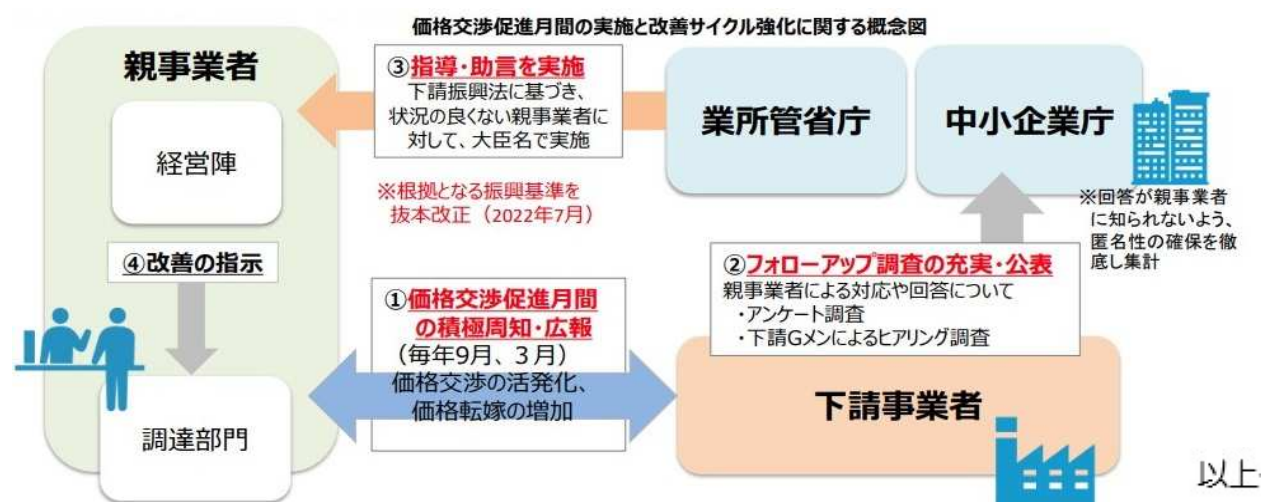 価格交渉促進月間の実施と改善サイクル強化に関する概念図
親事業者
経営陣
④改善の指示
調達部門
③指導・助言を実施
下請振興法に基づき、
状況の良くない親事業者に
対して、大臣名で実施
※根拠となる振興基準を
抜本改正（2022年7月）
①価格交渉促進月間
の積極周知・広報
（毎年9月、３月）
価格交渉の活発化、
価格転嫁の増加
業所管省庁
中小企業庁
※回答が親事業者
に知られないよう、
匿名性の確保を徹
底し集計
②フォローアップ調査の充実・公表
親事業者による対応や回答について
・アンケート調査
・下請Gメンによるヒアリング調査
下請事業者
以上